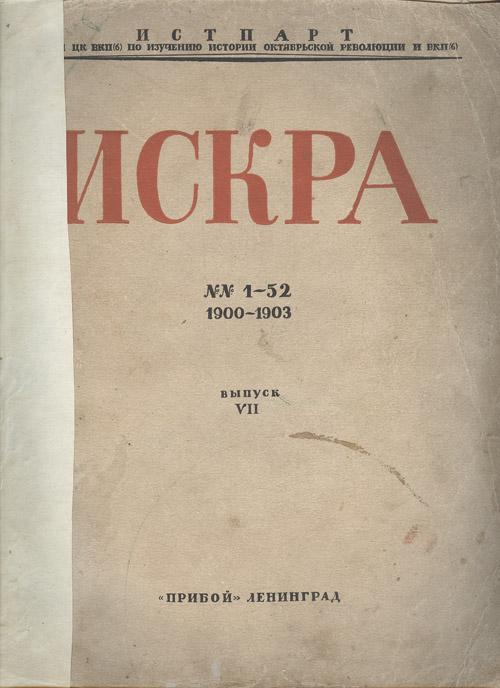 ИСТПАРТ
ЦК ВКП(б) ПО ИЗУЧЕНИЮ ИСТОРИИ ОКТЯБРЬСКОЙ РЕВОЛЮЦИИ И ВКП(б)
ИСКРА
№№ 1-52
1900-1903
ВЫПУСК
VII
«ПРИБОЙ» ЛЕНИНГРАД